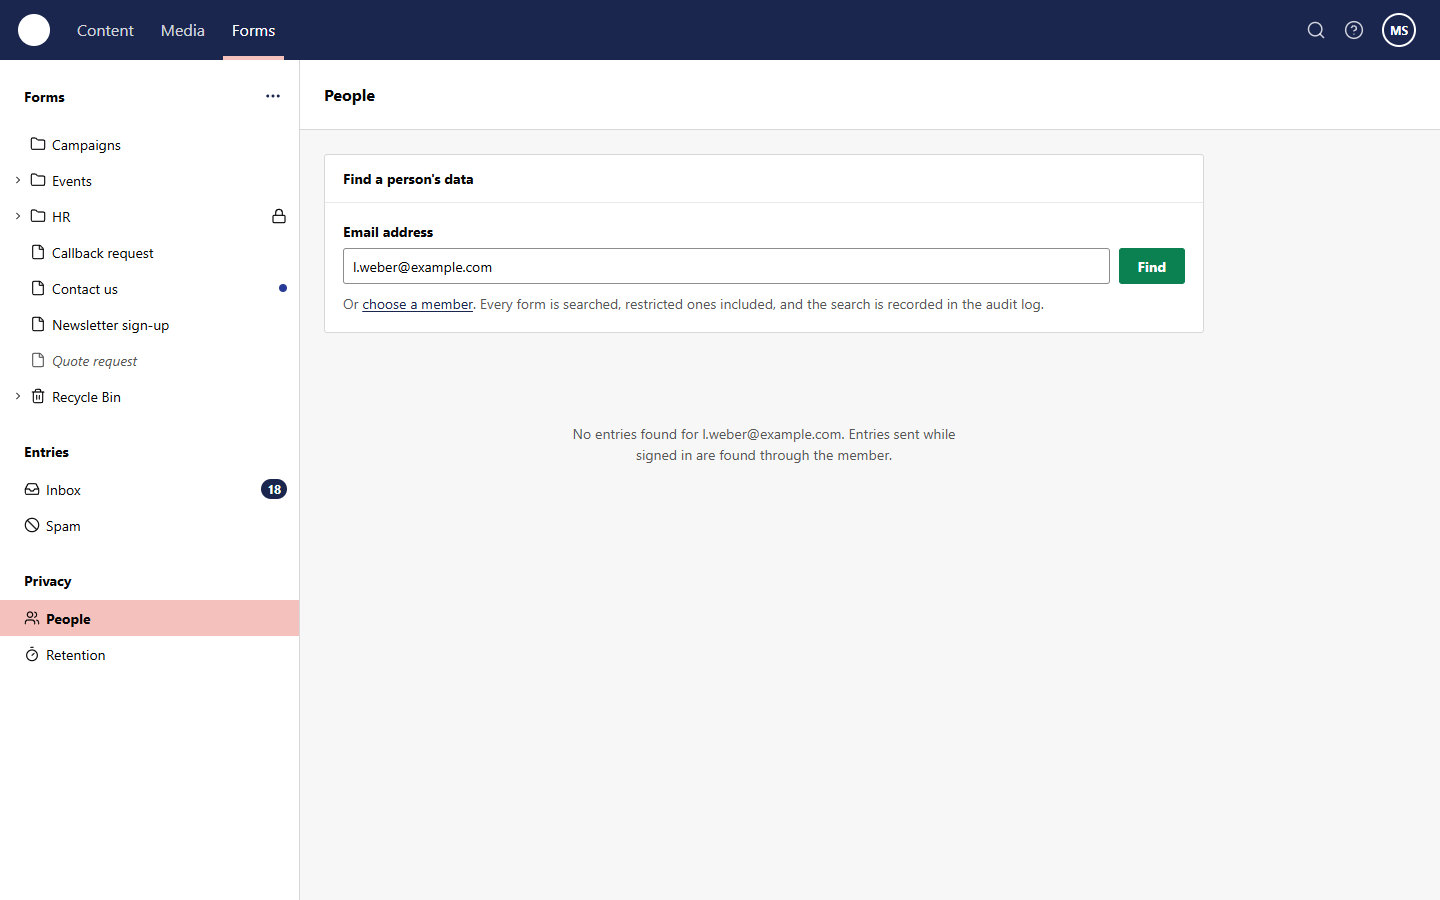 Content Media Forms
MS
Forms
Campaigns
Events
HR
Callback request
Contact us
Newsletter sign-up
Quote request
Recycle Bin
Entries
Inbox 18
Spam
Privacy
People
Retention
People
Find a person's data
Email address
l.weber@example.com
Find
Or choose a member. Every form is searched, restricted ones included, and the search is recorded in the audit log.
No entries found for l.weber@example.com. Entries sent while
signed in are found through the member.